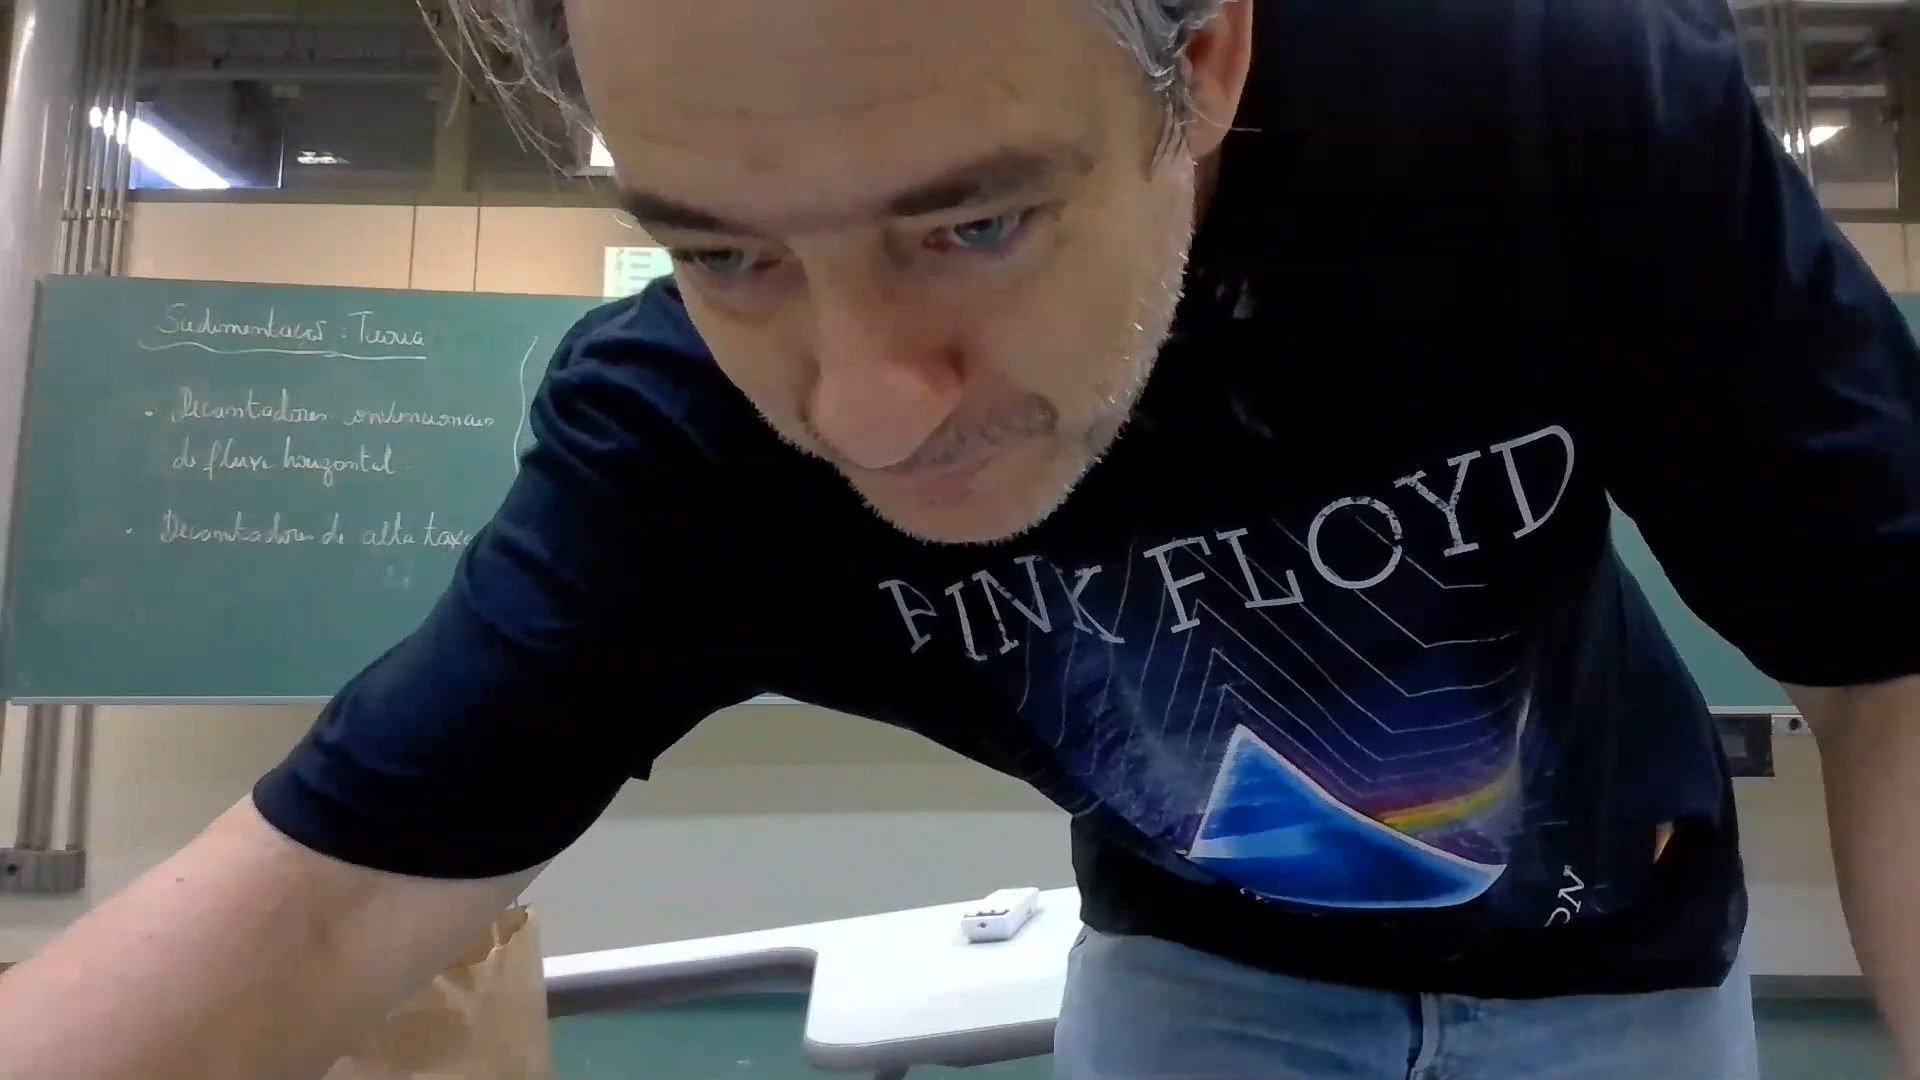 Sedimentação: Teoria
• Decantadores convencionais
de fluxo horizontal
• Decantadores de alta taxa
PINK FLOYD